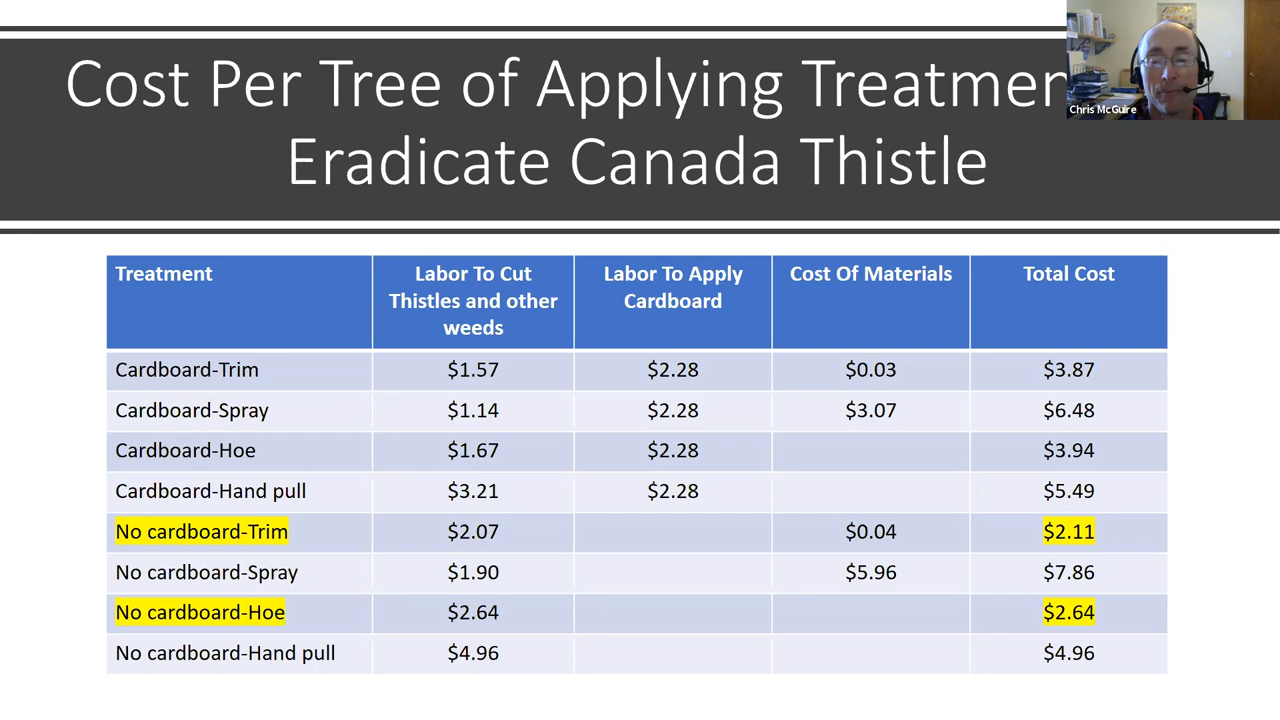 Cost Per Tree of Applying Treatmen
Eradicate Canada Thistle
Chris McGuire
Treatment
Labor To Cut
Thistles and other
weeds
Labor To Apply
Cardboard
Cost Of Materials
Total Cost
Cardboard-Trim $1.57 $2.28 $0.03 $3.87
Cardboard-Spray $1.14 $2.28 $3.07 $6.48
Cardboard-Hoe $1.67 $2.28 $3.94
Cardboard-Hand pull $3.21 $2.28 $5.49
No cardboard-Trim $2.07 $0.04 $2.11
No cardboard-Spray $1.90 $5.96 $7.86
No cardboard-Hoe $2.64 $2.64
No cardboard-Hand pull $4.96 $4.96